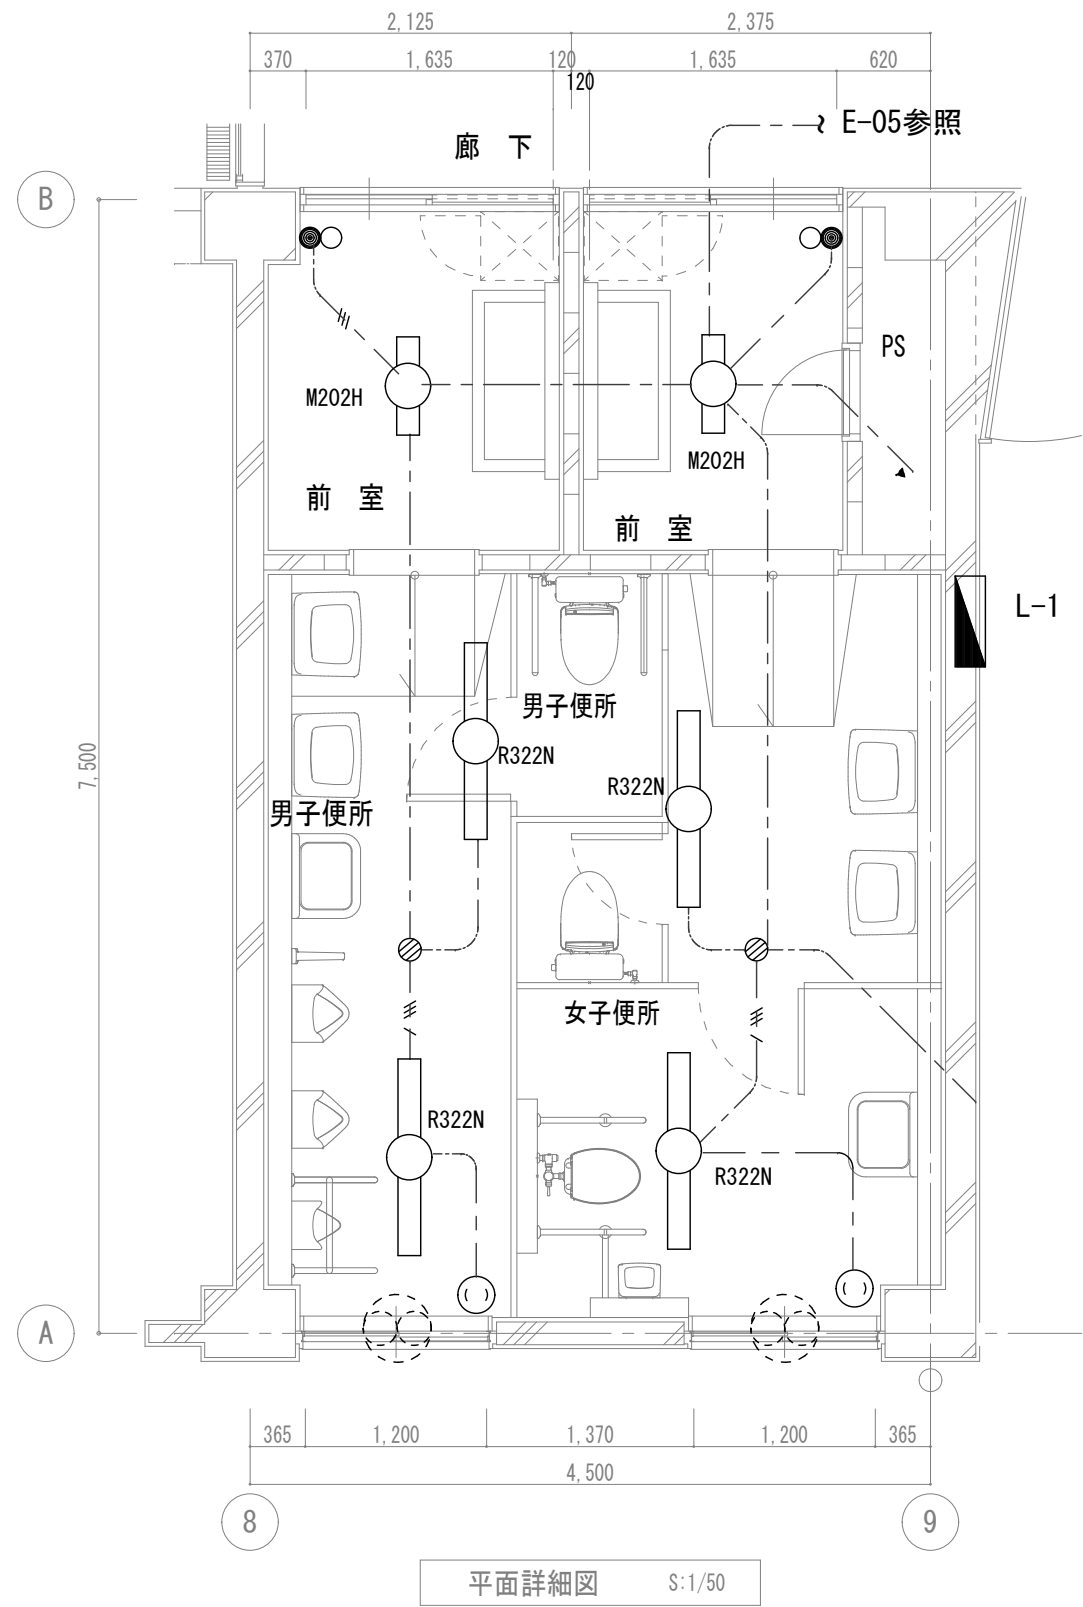 2,125
2,375
370
1,635
120
1,635
620
120
E-05参照
廊 下
B
PS
M202H
M202H
前 室
前 室
L-1
男子便所
R322N
R322N
7,500
男子便所
女子便所
R322N
R322N
A
365
1,200
1,370
1,200
365
4,500
8
9
平面詳細図 S:1/50